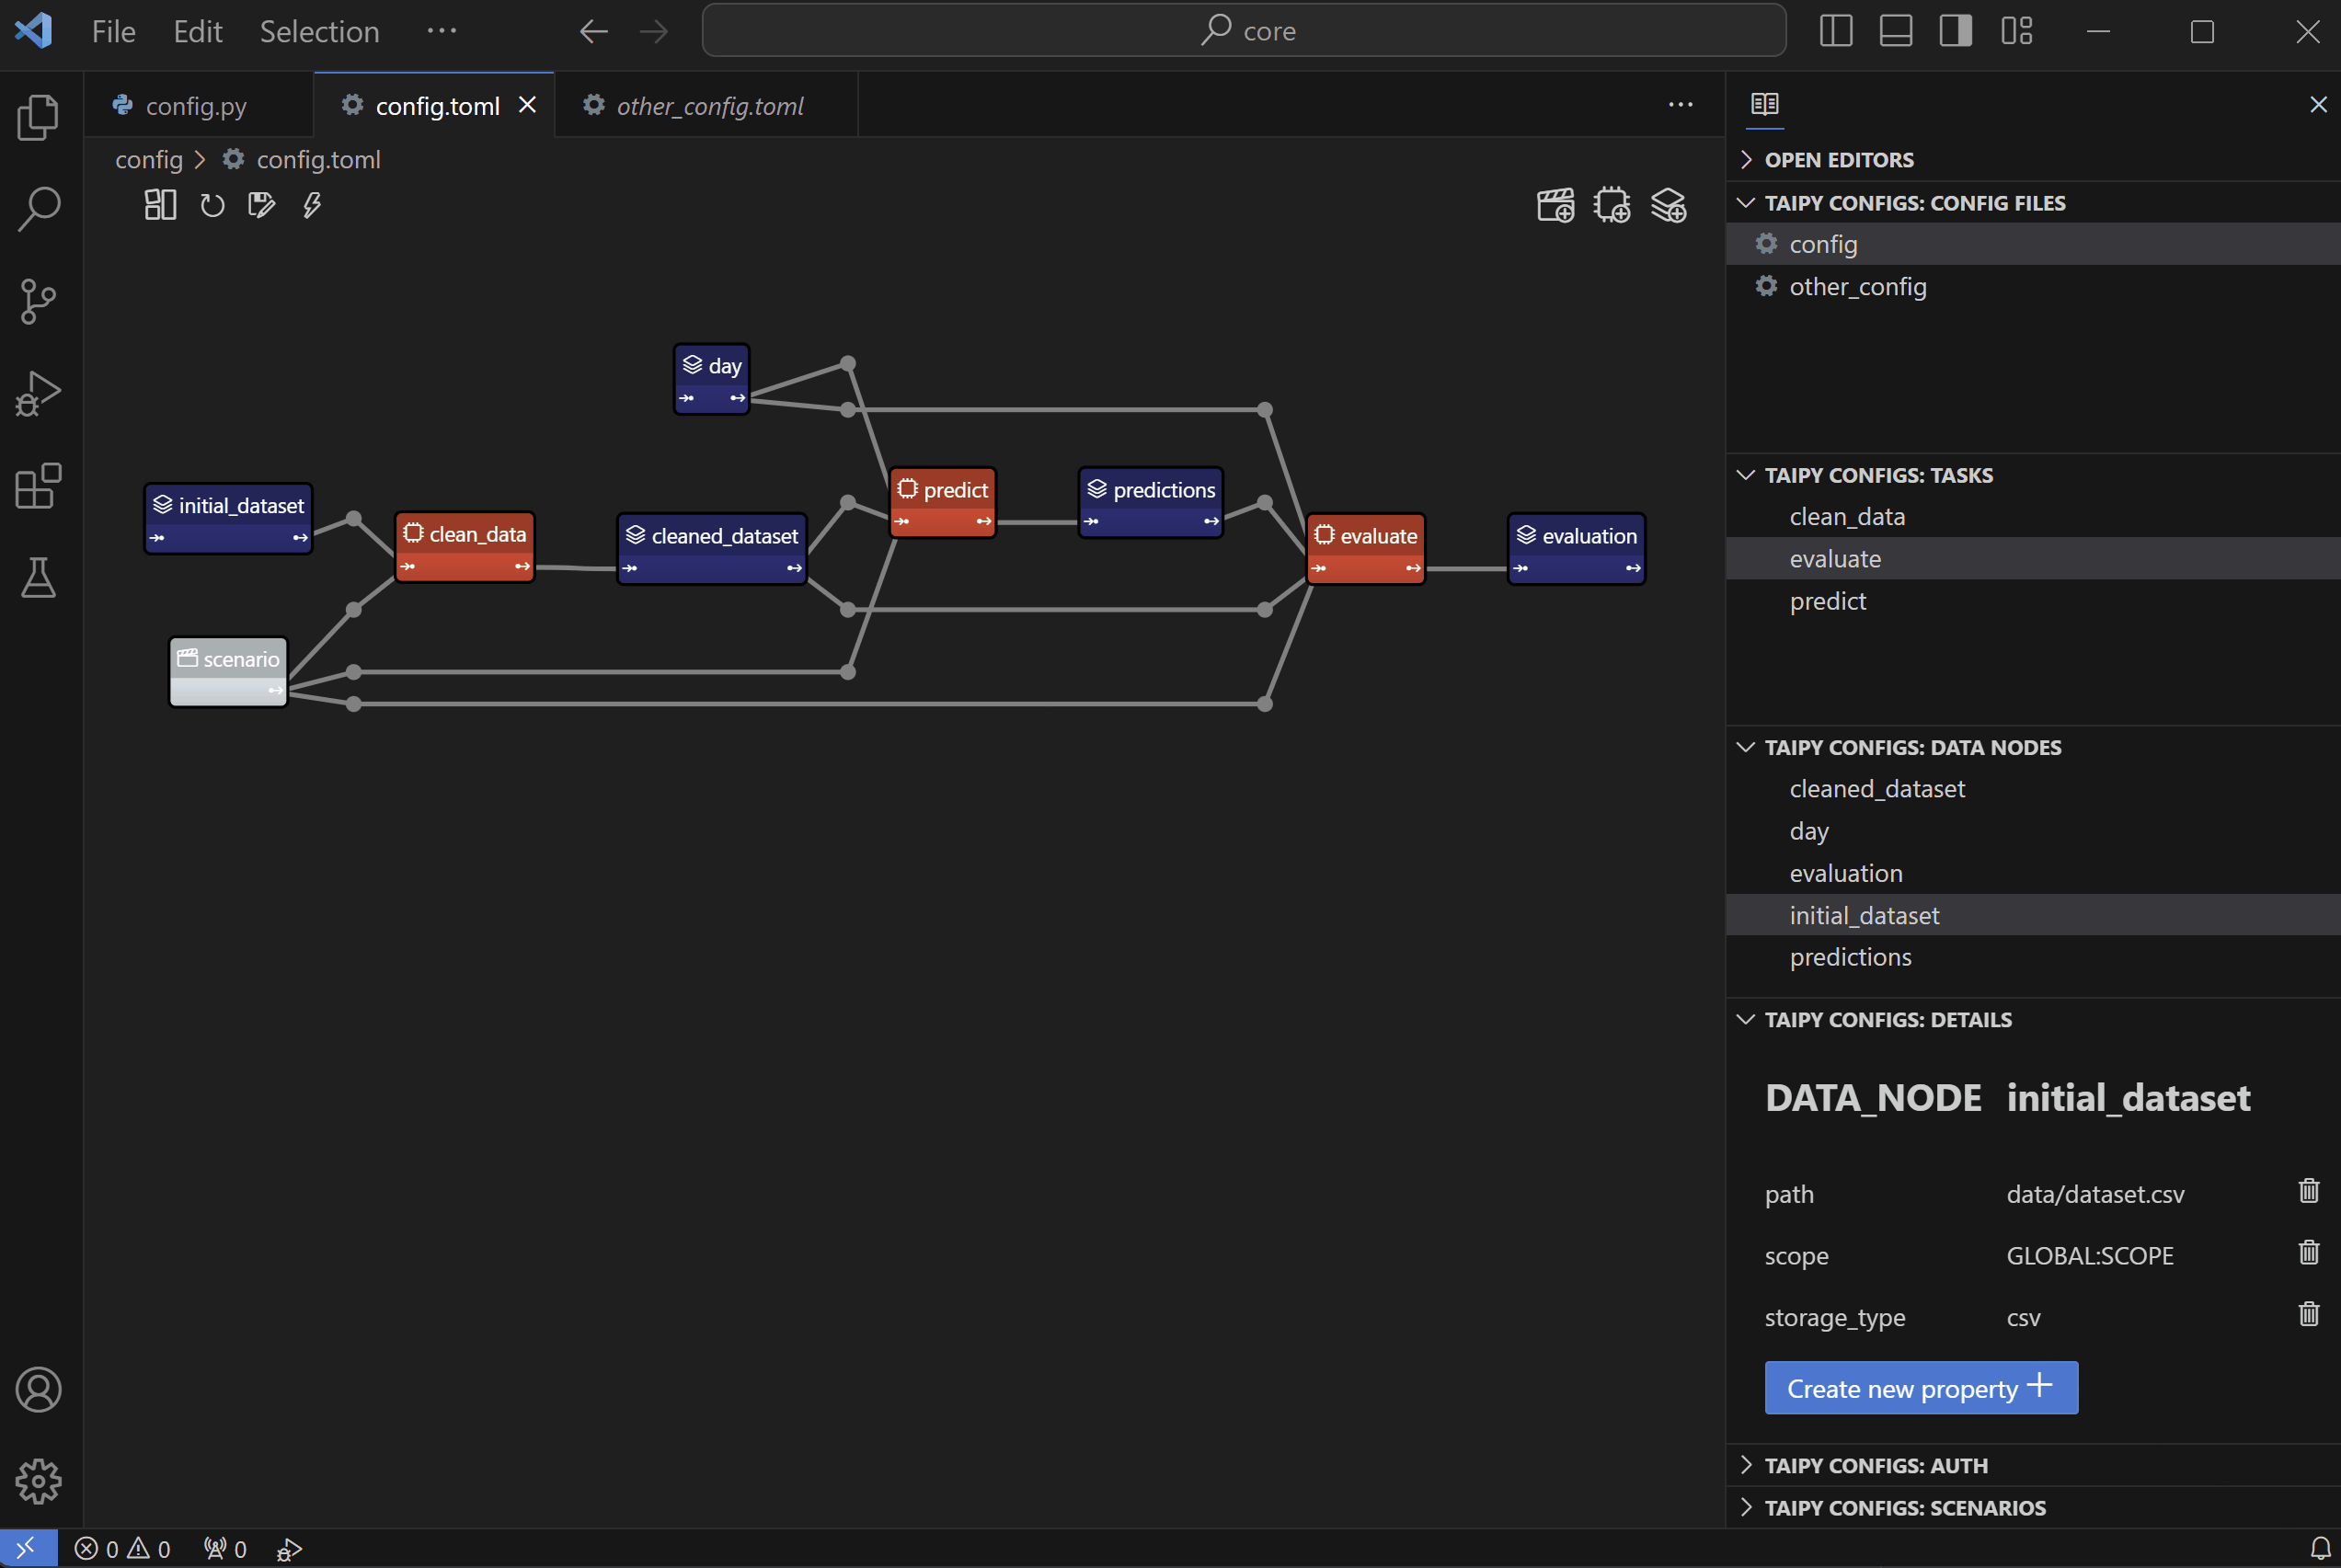 File Edit Selection ···
core
config.py
config.toml
other_config.toml
config > config.toml
day
initial_dataset
clean_data
cleaned_dataset
predict
predictions
evaluate
evaluation
scenario
OPEN EDITORS
TAIPY CONFIGS: CONFIG FILES
config
other_config
TAIPY CONFIGS: TASKS
clean_data
evaluate
predict
TAIPY CONFIGS: DATA NODES
cleaned_dataset
day
evaluation
initial_dataset
predictions
TAIPY CONFIGS: DETAILS
DATA_NODE initial_dataset
path data/dataset.csv
scope GLOBAL:SCOPE
storage_type csv
Create new property +
TAIPY CONFIGS: AUTH
TAIPY CONFIGS: SCENARIOS
0 0 0